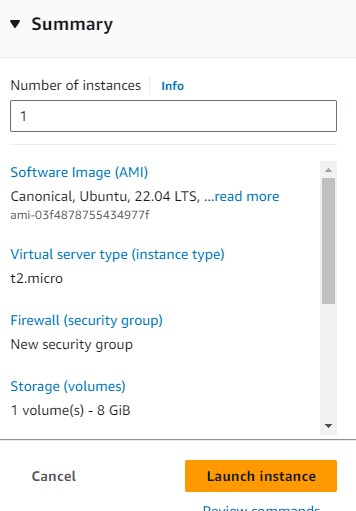 Summary
Number of instances Info
1
Software Image (AMI)
Canonical, Ubuntu, 22.04 LTS, ...read more
ami-03f4878755434977f
Virtual server type (instance type)
t2.micro
Firewall (security group)
New security group
Storage (volumes)
1 volume(s) - 8 GiB
Cancel
Launch instance
Review commands